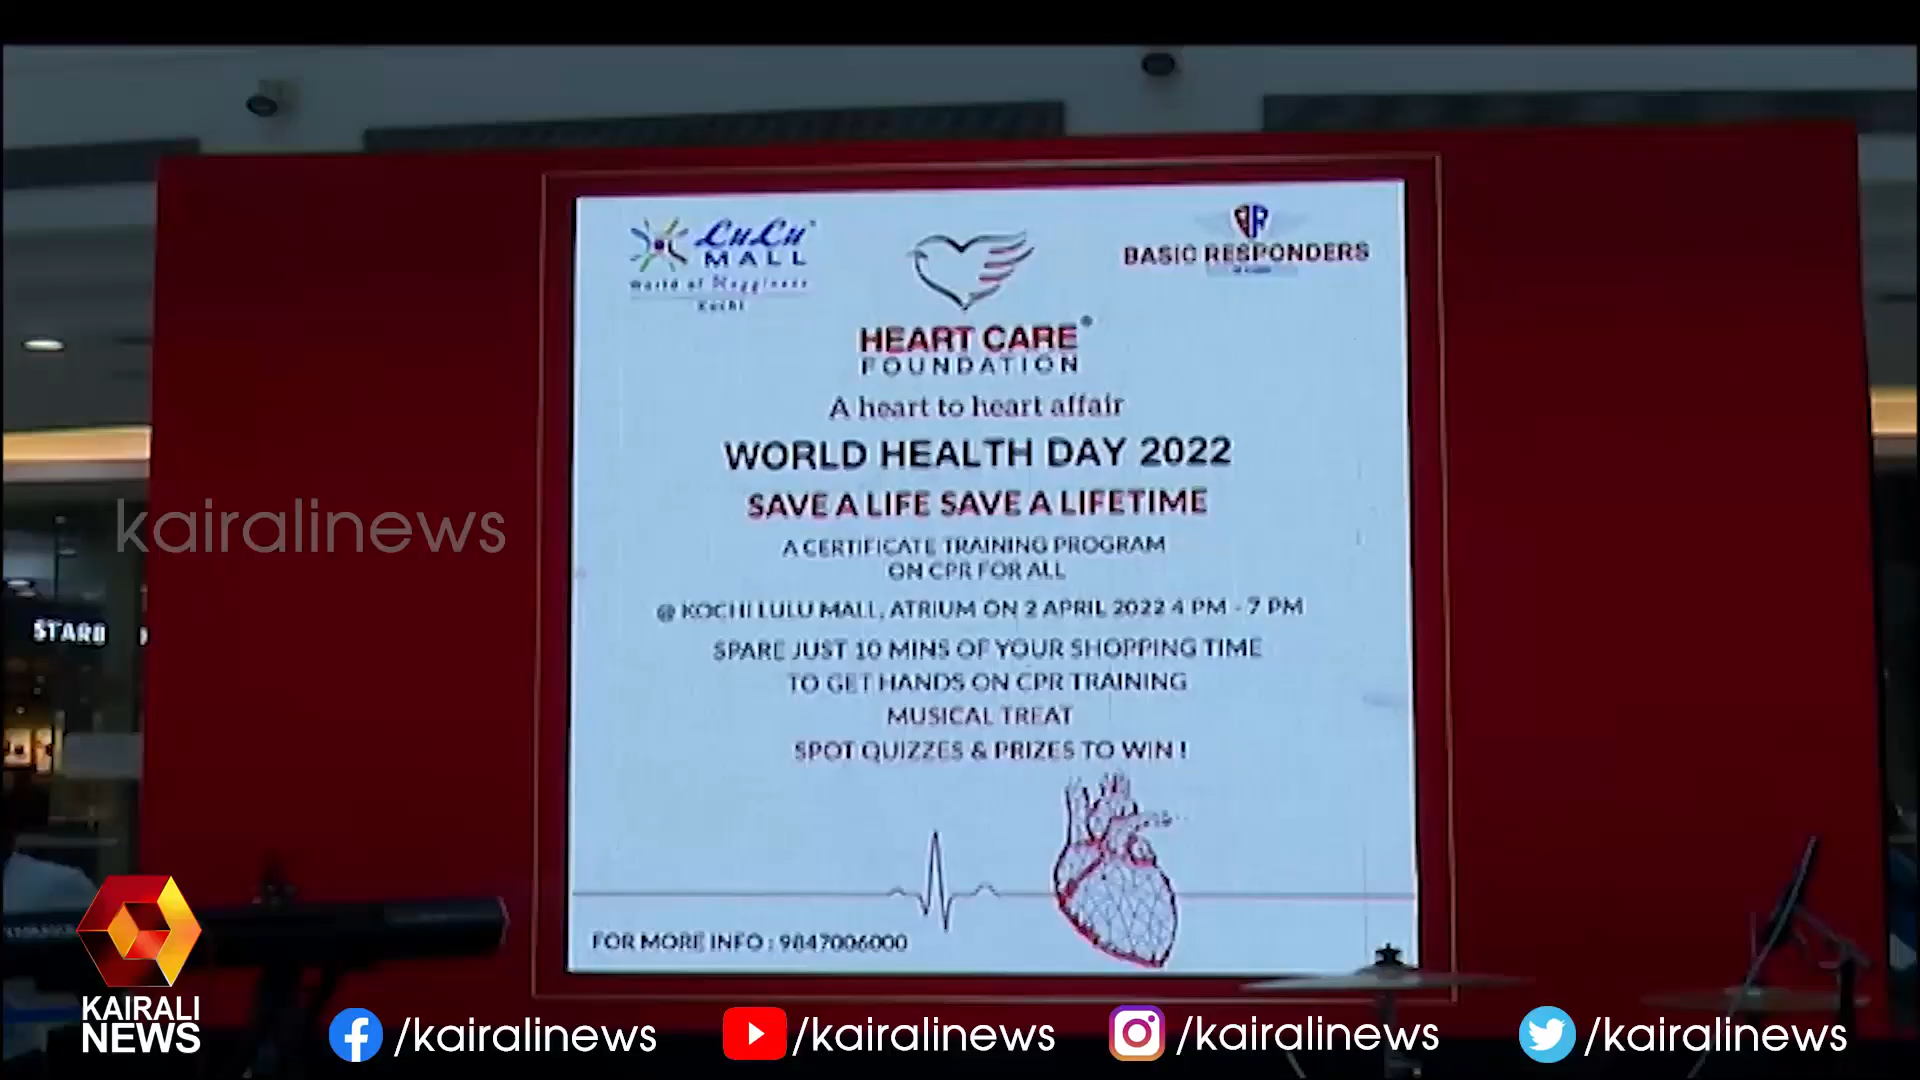 LuLu
MALL
World of Happiness
Kochi
BASIC RESPONDERS
HEART CARE®
FOUNDATION
A heart to heart affair
WORLD HEALTH DAY 2022
SAVE A LIFE SAVE A LIFETIME
A CERTIFICATE TRAINING PROGRAM
ON CPR FOR ALL
@ KOCHI LULU MALL, ATRIUM ON 2 APRIL 2022 4 PM - 7 PM
SPARE JUST 10 MINS OF YOUR SHOPPING TIME
TO GET HANDS ON CPR TRAINING
MUSICAL TREAT
SPOT QUIZZES & PRIZES TO WIN !
FOR MORE INFO : 9847006000
kairalinews
STARB
KAIRALI
NEWS
/kairalinews
/kairalinews
/kairalinews
/kairalinews